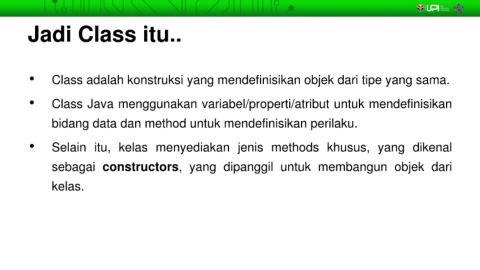 UPI
Jadi Class itu..
• Class adalah konstruksi yang mendefinisikan objek dari tipe yang sama.
• Class Java menggunakan variabel/properti/atribut untuk mendefinisikan
bidang data dan method untuk mendefinisikan perilaku.
• Selain itu, kelas menyediakan jenis methods khusus, yang dikenal
sebagai constructors, yang dipanggil untuk membangun objek dari
kelas.